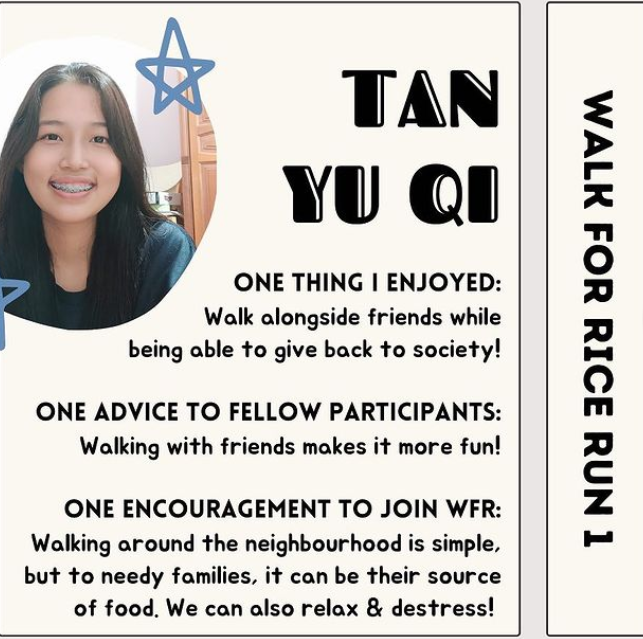 TAN
YU QI
ONE THING I ENJOYED:
Walk alongside friends while
being able to give back to society!
ONE ADVICE TO FELLOW PARTICIPANTS:
Walking with friends makes it more fun!
ONE ENCOURAGEMENT TO JOIN WFR:
Walking around the neighbourhood is simple,
but to needy families, it can be their source
of food. We can also relax & destress!
WALK FOR RICE RUN 1